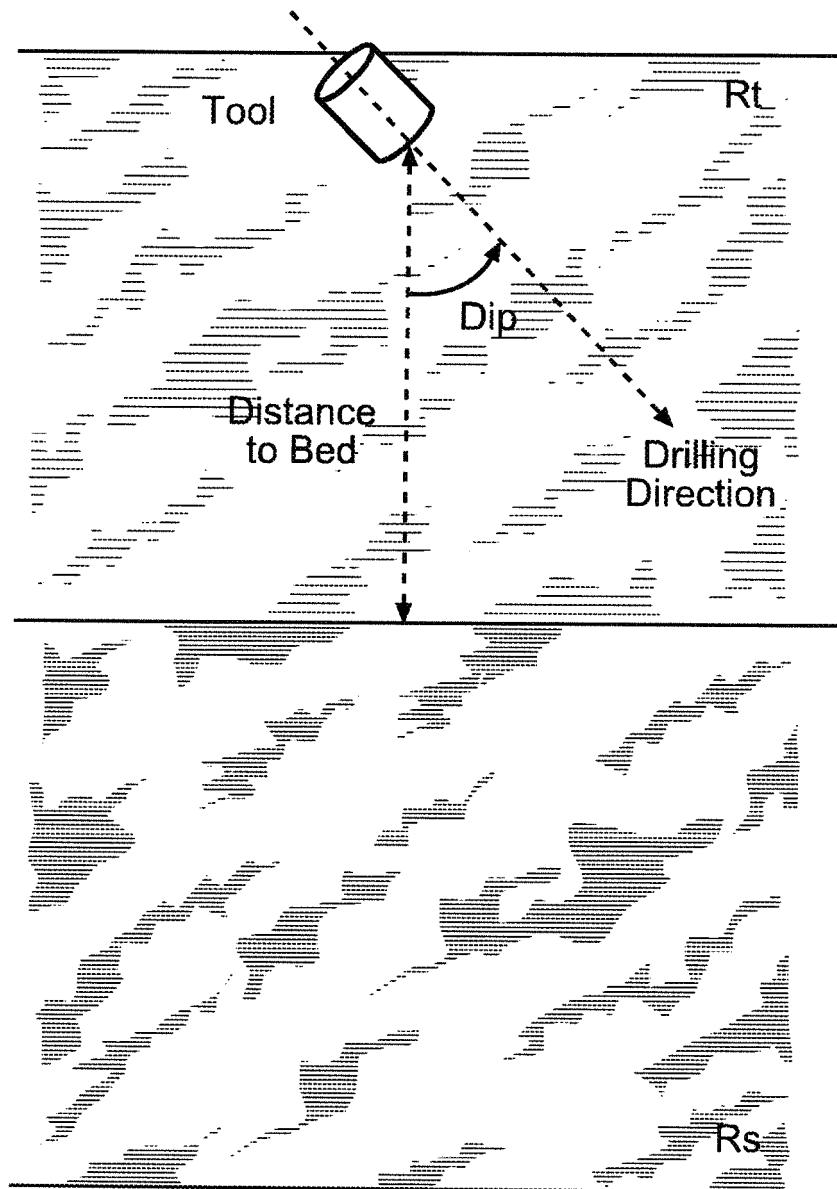 Tool
Rt
Dip
Distance
to Bed
Drilling
Direction
Rs